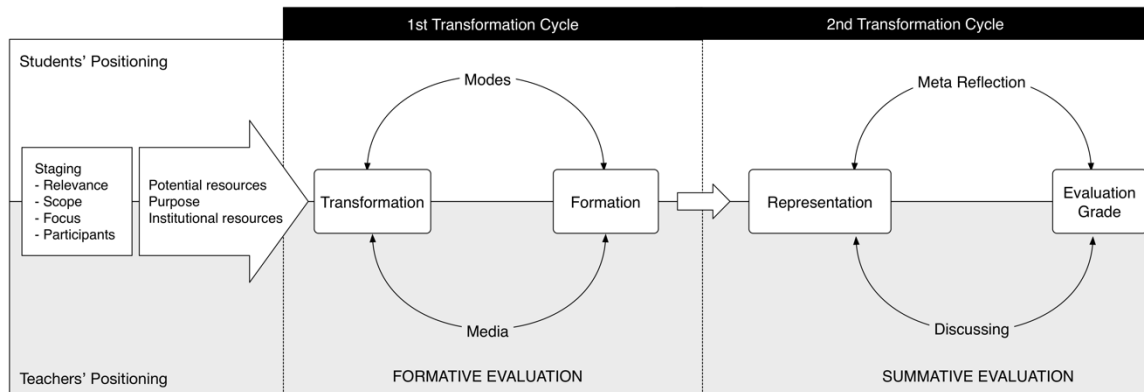 1st Transformation Cycle
2nd Transformation Cycle
Students' Positioning
Modes
Meta Reflection
Staging
- Relevance
- Scope
- Focus
- Participants
Potential resources
Purpose
Institutional resources
Transformation
Formation
Representation
Evaluation
Grade
Media
Discussing
Teachers' Positioning
FORMATIVE EVALUATION
SUMMATIVE EVALUATION